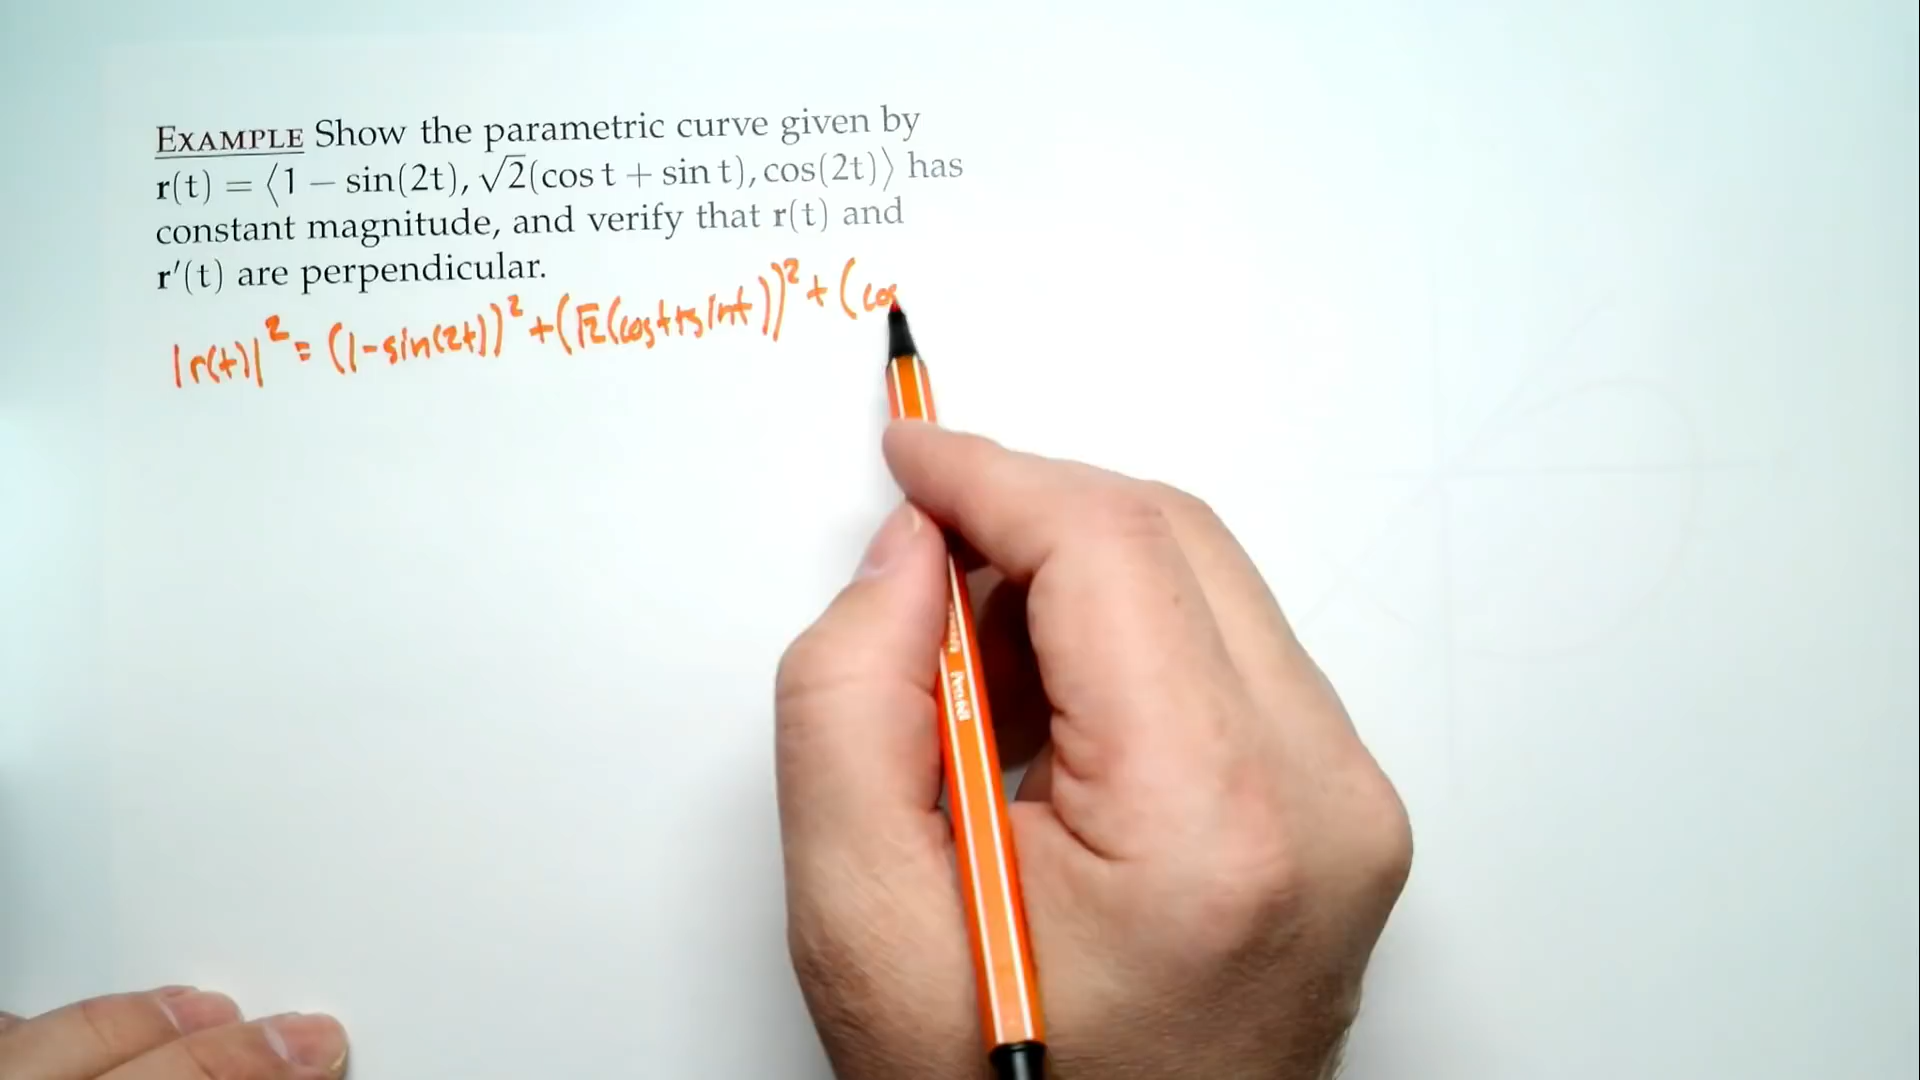 EXAMPLE Show the parametric curve given by
r(t) = ⟨1 − sin(2t), √2(cos t + sin t), cos(2t)⟩ has
constant magnitude, and verify that r(t) and
r′(t) are perpendicular.
|r(t)|² = (1-sin(2t))² + (√2(cost+sint))² + (cos